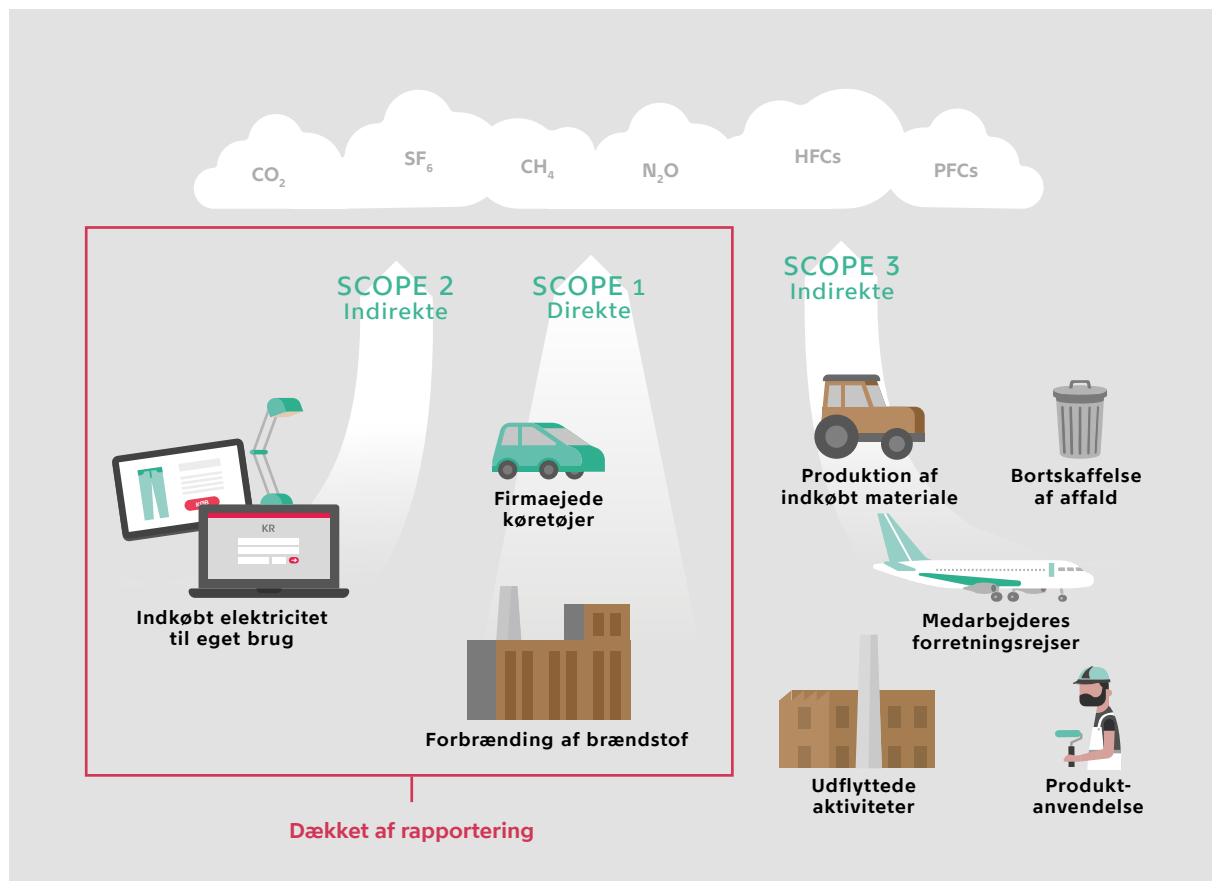 CO2
SF6
CH4
N2O
HFCs
PFCs
SCOPE 2
Indirekte
SCOPE 1
Direkte
SCOPE 3
Indirekte
KØB
KR
Indkøbt elektricitet
til eget brug
Firmaejede
køretøjer
Forbrænding af brændstof
Produktion af
indkøbt materiale
Bortskaffelse
af affald
Medarbejderes
forretningsrejser
Udflyttede
aktiviteter
Produkt-
anvendelse
Dækket af rapportering